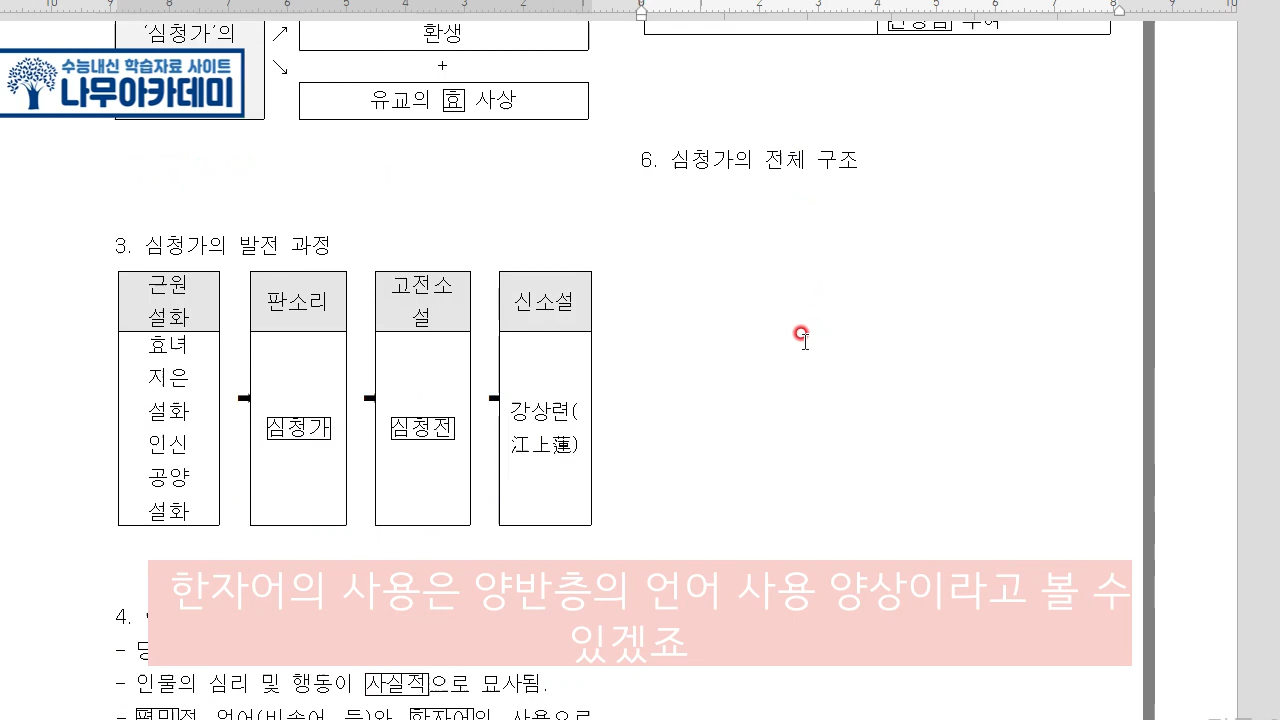 '심청가'의
↗
환생
↘
+
유교의 효 사상
수능내신 학습자료 사이트
나무아카데미
3. 심청가의 발전 과정
근원
설화
판소리
고전소
설
신소설
효녀
지은
설화
인신
공양
설화
심청가
심청전
강상련(
江上蓮)
4.
한자어의 사용은 양반층의 언어 사용 양상이라고 볼 수
있겠죠
- 인물의 심리 및 행동이 사실적으로 묘사됨.
6. 심청가의 전체 구조